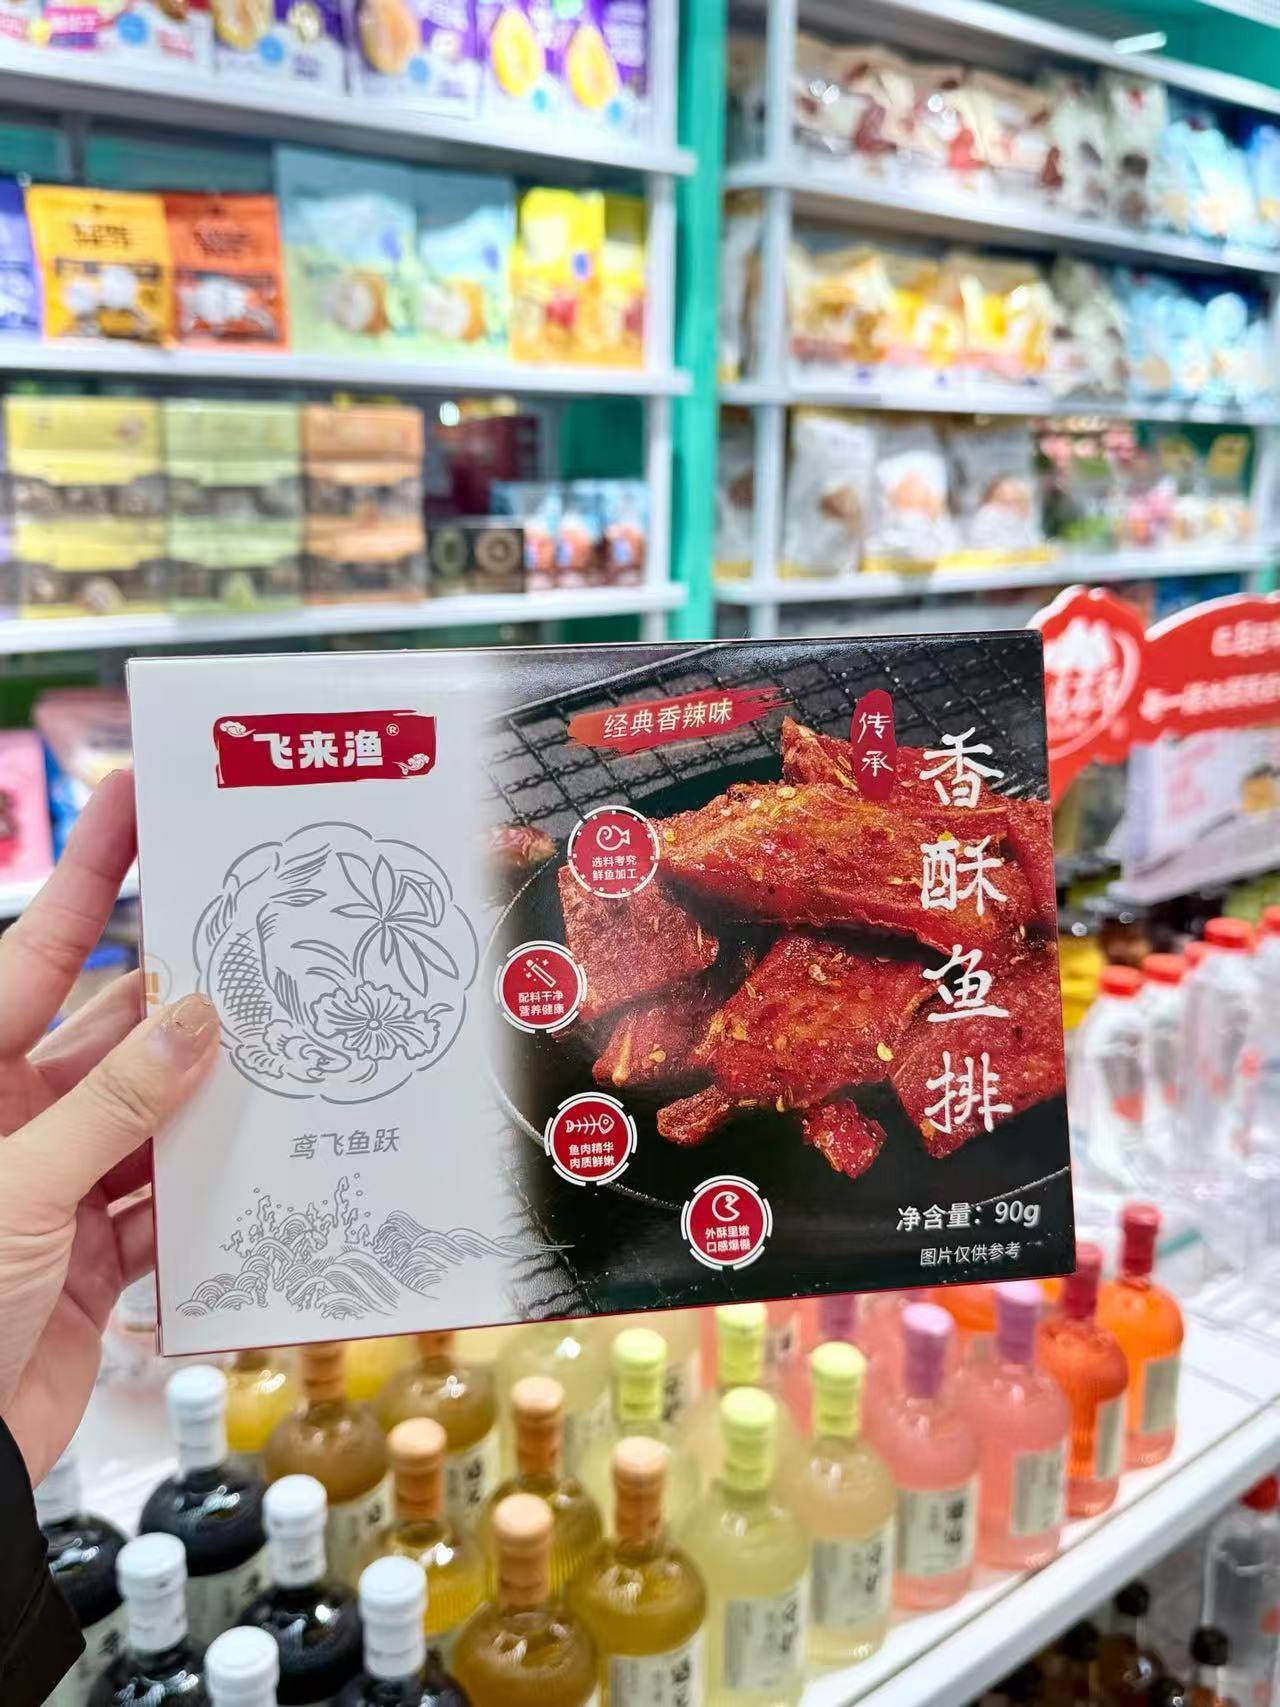 飞来渔®
鸢飞鱼跃
经典香辣味
传承
香酥鱼排
选料考究
鲜鱼加工
配料干净
营养健康
鱼肉精华
肉质鲜嫩
外酥里嫩
口感爆棚
净含量：90g
图片仅供参考